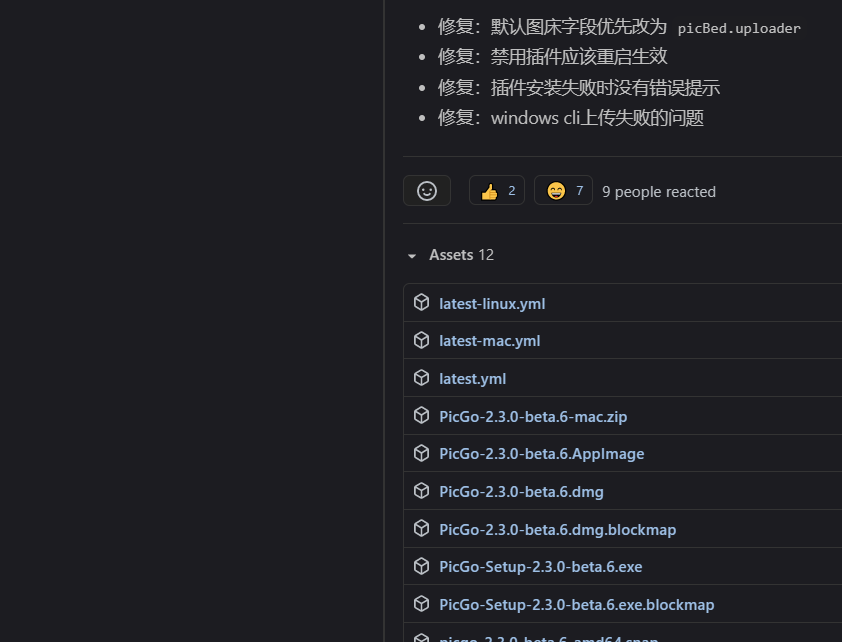 修复：默认图床字段优先改为 picBed.uploader
修复：禁用插件应该重启生效
修复：插件安装失败时没有错误提示
修复：windows cli上传失败的问题
2 7 9 people reacted
Assets 12
latest-linux.yml
latest-mac.yml
latest.yml
PicGo-2.3.0-beta.6-mac.zip
PicGo-2.3.0-beta.6.AppImage
PicGo-2.3.0-beta.6.dmg
PicGo-2.3.0-beta.6.dmg.blockmap
PicGo-Setup-2.3.0-beta.6.exe
PicGo-Setup-2.3.0-beta.6.exe.blockmap
picgo_2.3.0-beta.6_amd64.snap